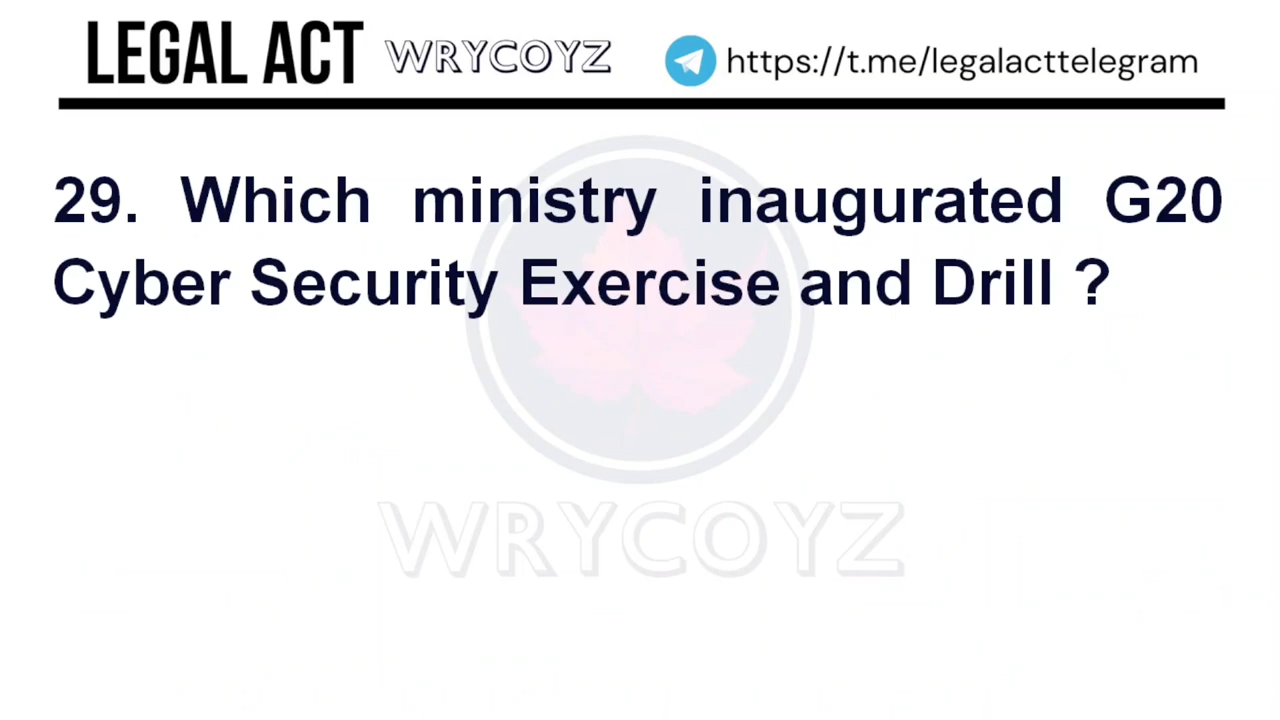 LEGAL ACT WRYCOYZ https://t.me/legalacttelegram
29. Which ministry inaugurated G20
Cyber Security Exercise and Drill ?
WRYCOYZ